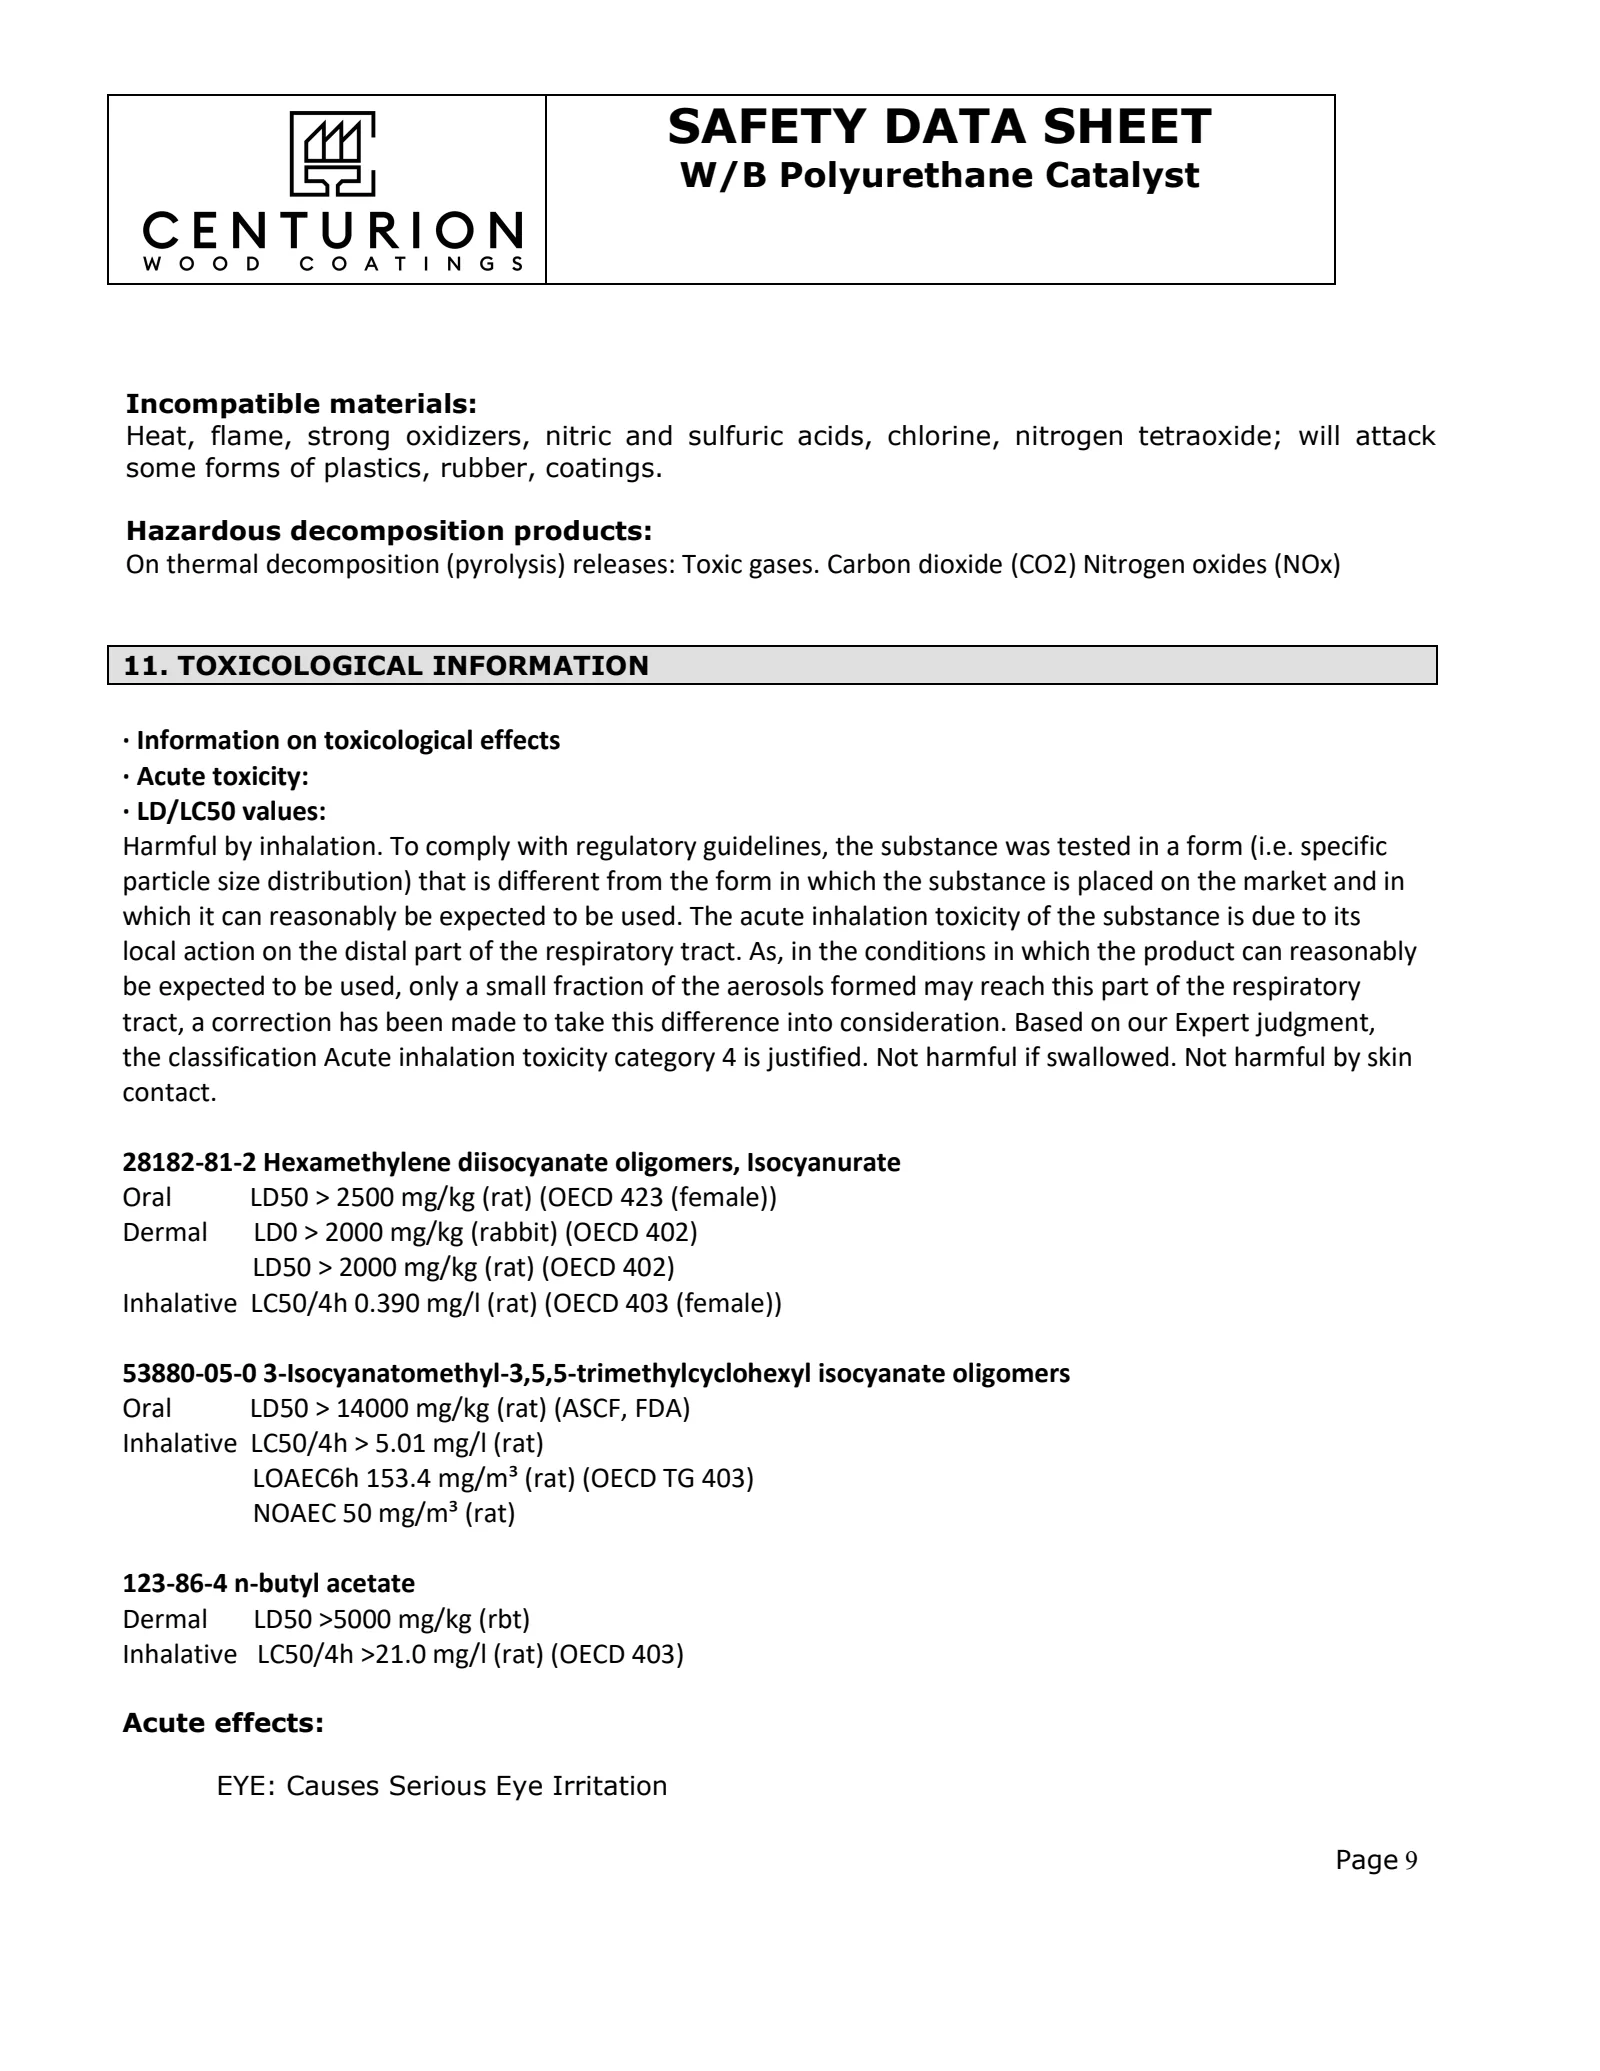 CENTURION
WOOD COATINGS
SAFETY DATA SHEET
W/B Polyurethane Catalyst
Incompatible materials:
Heat, flame, strong oxidizers, nitric and sulfuric acids, chlorine, nitrogen tetraoxide; will attack
some forms of plastics, rubber, coatings.
Hazardous decomposition products:
On thermal decomposition (pyrolysis) releases: Toxic gases. Carbon dioxide (CO2) Nitrogen oxides (NOx)
11. TOXICOLOGICAL INFORMATION
· Information on toxicological effects
· Acute toxicity:
· LD/LC50 values:
Harmful by inhalation. To comply with regulatory guidelines, the substance was tested in a form (i.e. specific
particle size distribution) that is different from the form in which the substance is placed on the market and in
which it can reasonably be expected to be used. The acute inhalation toxicity of the substance is due to its
local action on the distal part of the respiratory tract. As, in the conditions in which the product can reasonably
be expected to be used, only a small fraction of the aerosols formed may reach this part of the respiratory
tract, a correction has been made to take this difference into consideration. Based on our Expert judgment,
the classification Acute inhalation toxicity category 4 is justified. Not harmful if swallowed. Not harmful by skin
contact.
28182-81-2 Hexamethylene diisocyanate oligomers, Isocyanurate
Oral LD50 > 2500 mg/kg (rat) (OECD 423 (female))
Dermal LD0 > 2000 mg/kg (rabbit) (OECD 402)
LD50 > 2000 mg/kg (rat) (OECD 402)
Inhalative LC50/4h 0.390 mg/l (rat) (OECD 403 (female))
53880-05-0 3-Isocyanatomethyl-3,5,5-trimethylcyclohexyl isocyanate oligomers
Oral LD50 > 14000 mg/kg (rat) (ASCF, FDA)
Inhalative LC50/4h > 5.01 mg/l (rat)
LOAEC6h 153.4 mg/m³ (rat) (OECD TG 403)
NOAEC 50 mg/m³ (rat)
123-86-4 n-butyl acetate
Dermal LD50 >5000 mg/kg (rbt)
Inhalative LC50/4h >21.0 mg/l (rat) (OECD 403)
Acute effects:
EYE: Causes Serious Eye Irritation
Page 9